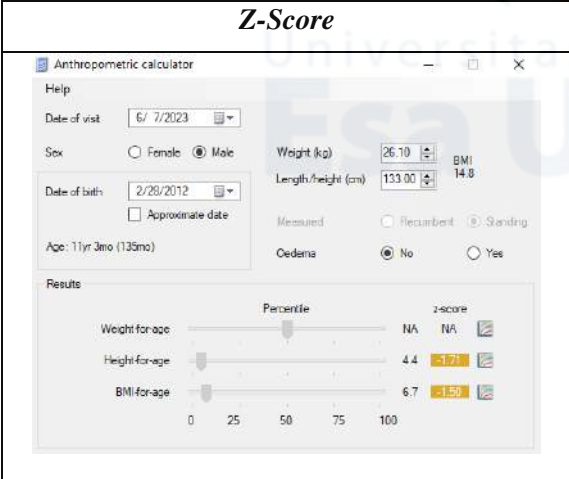 Z-Score
Universita
Esa U
Anthropometric calculator
Help
Date of visit 6/ 7/2023
Sex Female Male Weight (kg) 26.10 BMI
Length/height (cm) 133.00 14.8
Date of birth 2/28/2012
Approximate date
Measured Recumbent Standing
Age: 11yr 3mo (135mo)
Oedema No Yes
Results
Percentile z-score
Weight-for-age NA NA
Height-for-age 4.4 -1.71
BMI-for-age 6.7 -1.50
0 25 50 75 100